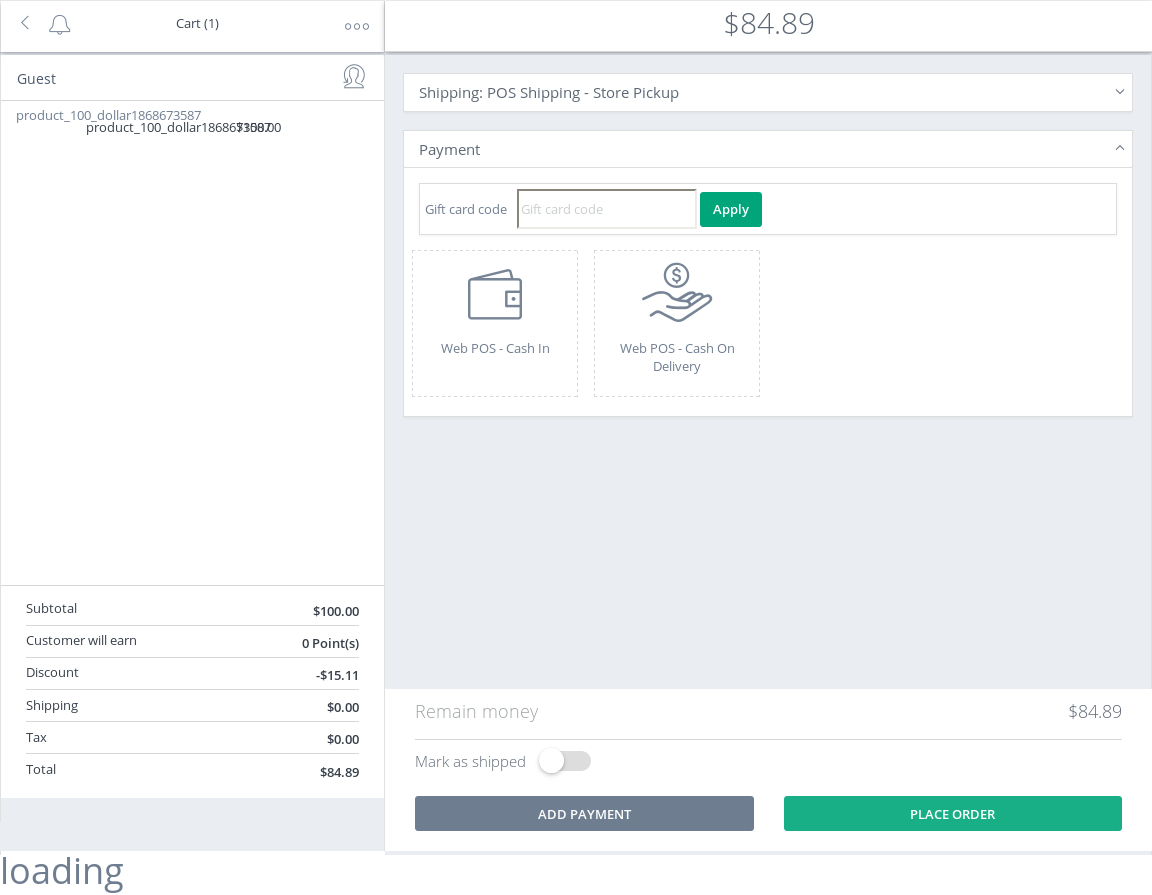 Cart (1)
$84.89
Guest
product_100_dollar1868673587
product_100_dollar1868673587
$100.00
Subtotal $100.00
Customer will earn 0 Point(s)
Discount -$15.11
Shipping $0.00
Tax $0.00
Total $84.89
Shipping: POS Shipping - Store Pickup
Payment
Gift card code Gift card code Apply
Web POS - Cash In
Web POS - Cash On
Delivery
Remain money $84.89
Mark as shipped
ADD PAYMENT PLACE ORDER
loading